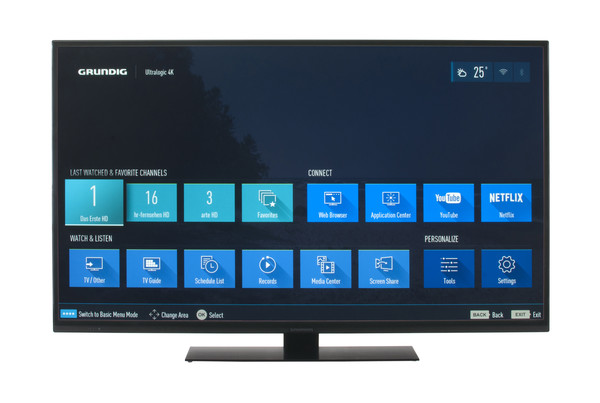 GRUNDIG Ultralogic 4K 25°
LAST WATCHED & FAVORITE CHANNELS CONNECT
1 16 3 YouTube NETFLIX
Das Erste HD hr-fernsehen HD arte HD Favorites Web Browser Application Center YouTube Netflix
WATCH & LISTEN PERSONALIZE
TV / Other TV Guide Schedule List Records Media Center Screen Share Tools Settings
Switch to Basic Menu Mode Change Area OK Select BACK Back EXIT Exit